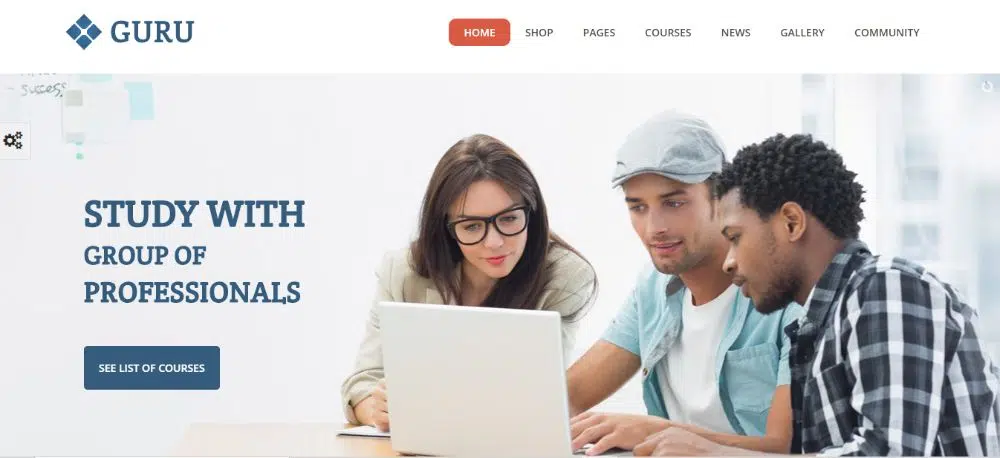 GURU
HOME
SHOP
PAGES
COURSES
NEWS
GALLERY
COMMUNITY
success
STUDY WITH
GROUP OF
PROFESSIONALS
SEE LIST OF COURSES